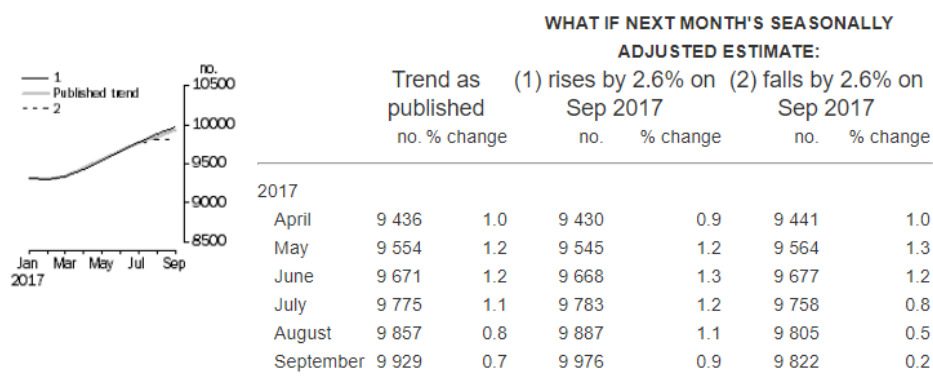 WHAT IF NEXT MONTH'S SEASONALLY
ADJUSTED ESTIMATE:
Trend as published
(1) rises by 2.6% on Sep 2017
(2) falls by 2.6% on Sep 2017
no. % change no. % change no. % change
2017
April 9 436 1.0 9 430 0.9 9 441 1.0
May 9 554 1.2 9 545 1.2 9 564 1.3
June 9 671 1.2 9 668 1.3 9 677 1.2
July 9 775 1.1 9 783 1.2 9 758 0.8
August 9 857 0.8 9 887 1.1 9 805 0.5
September 9 929 0.7 9 976 0.9 9 822 0.2
1
Published trend
2
no.
10500
10000
9500
9000
8500
Jan Mar May Jul Sep
2017